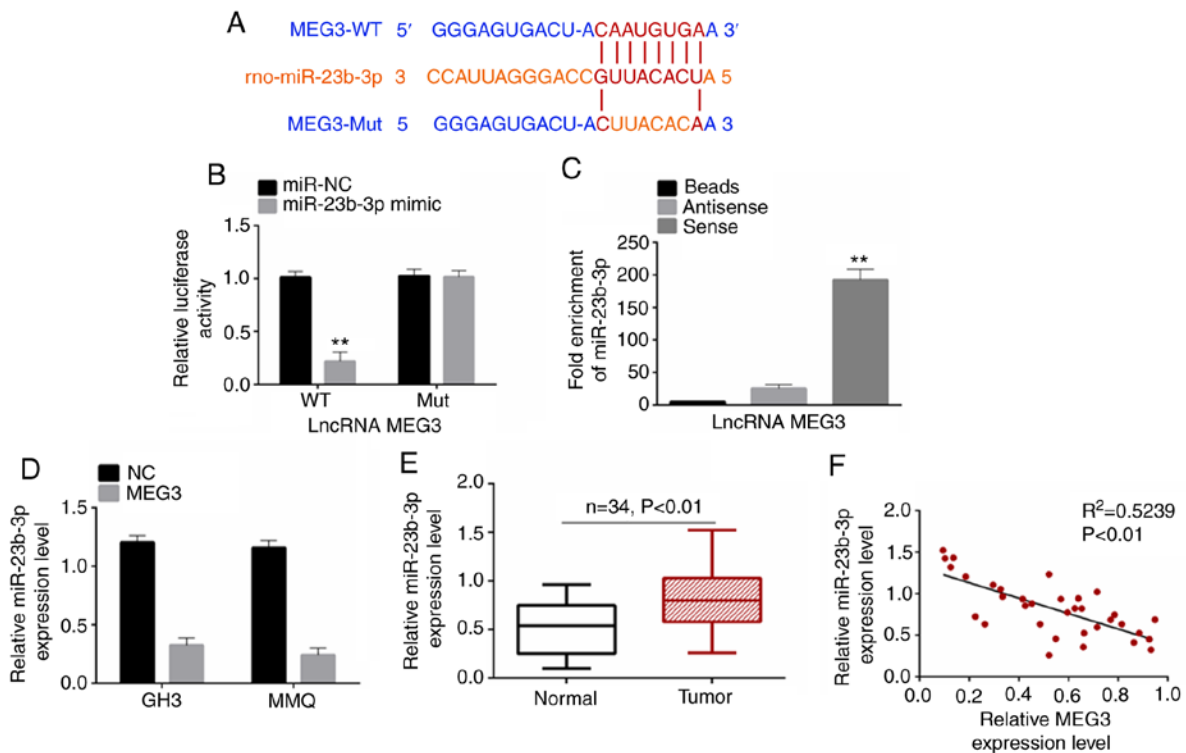 A
MEG3-WT 5′ GGGAGUGACU-ACAAUGUGAA 3′
rno-miR-23b-3p 3 CCAUUAGGGACCGUUACACUA 5
MEG3-Mut 5 GGGAGUGACU-ACUUACACAA 3
B
miR-NC
miR-23b-3p mimic
Relative luciferase
activity
1.5
1.0
0.5
0.0
**
WT Mut
LncRNA MEG3
C
Beads
Antisense
Sense
Fold enrichment
of miR-23b-3p
250
200
150
100
50
0
**
LncRNA MEG3
D
NC
MEG3
Relative miR-23b-3p
expression level
1.5
1.0
0.5
0.0
GH3 MMQ
E
Relative miR-23b-3p
expression level
2.0
1.5
1.0
0.5
0.0
n=34, P<0.01
Normal Tumor
F
Relative miR-23b-3p
expression level
2.0
1.5
1.0
0.5
0.0
R²=0.5239
P<0.01
0.0 0.2 0.4 0.6 0.8 1.0
Relative MEG3
expression level